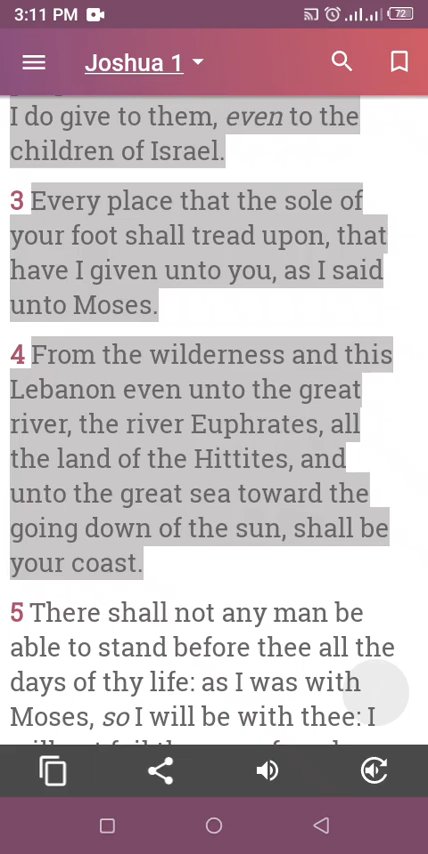 3:11 PM 72
Joshua 1
I do give to them, even to the
children of Israel.
3 Every place that the sole of
your foot shall tread upon, that
have I given unto you, as I said
unto Moses.
4 From the wilderness and this
Lebanon even unto the great
river, the river Euphrates, all
the land of the Hittites, and
unto the great sea toward the
going down of the sun, shall be
your coast.
5 There shall not any man be
able to stand before thee all the
days of thy life: as I was with
Moses, so I will be with thee: I